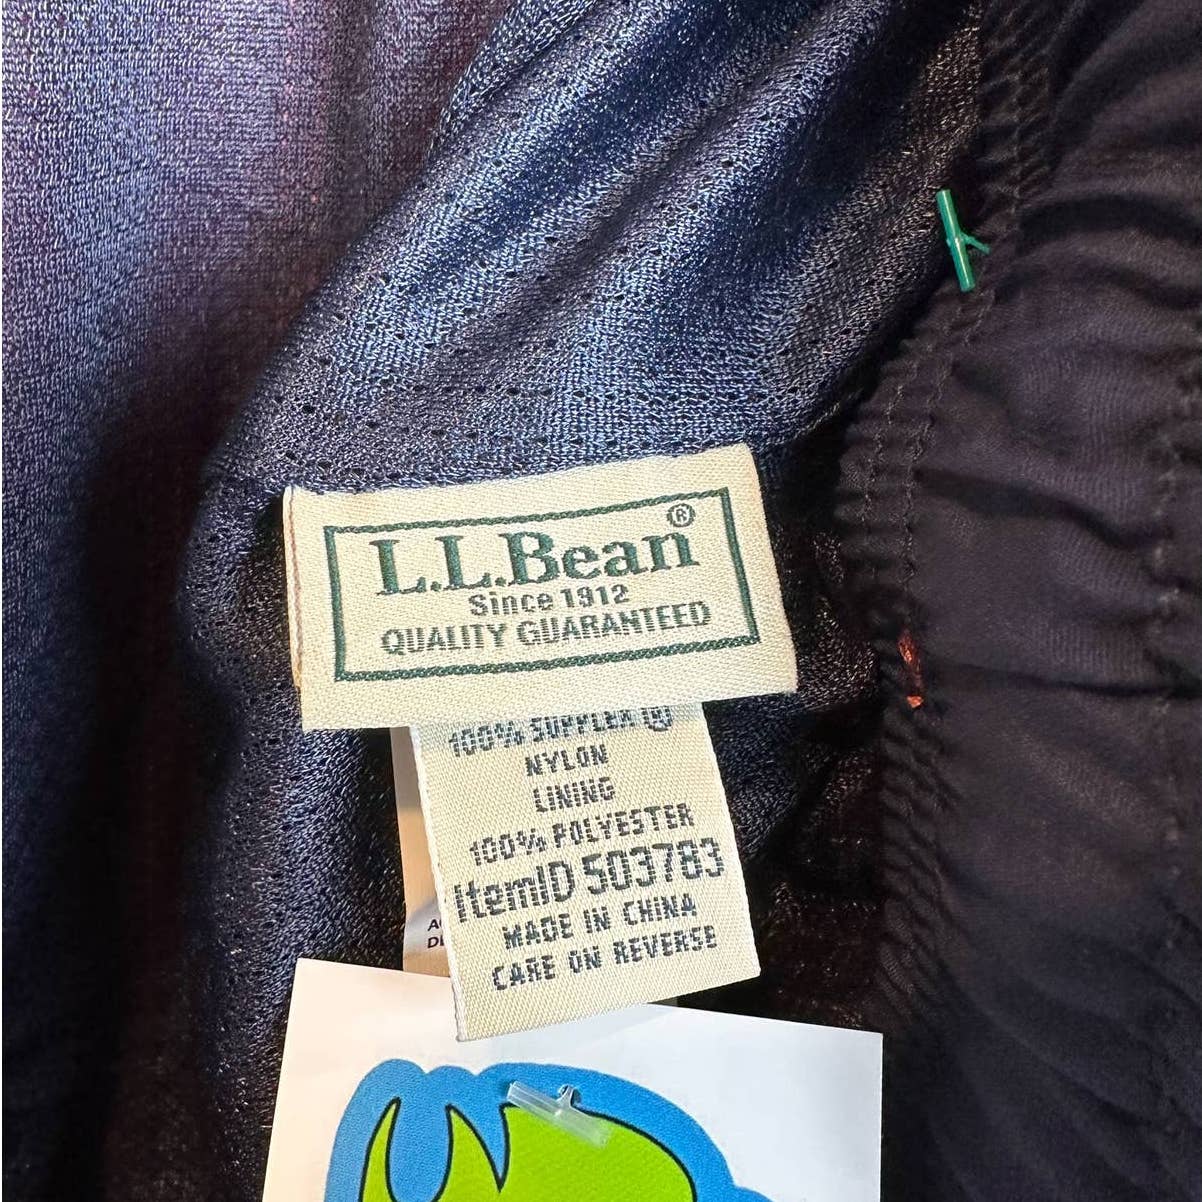 L.L.Bean®
Since 1912
QUALITY GUARANTEED
100% SUPPLEX ®
NYLON
LINING
100% POLYESTER
ItemID 503783
MADE IN CHINA
CARE ON REVERSE